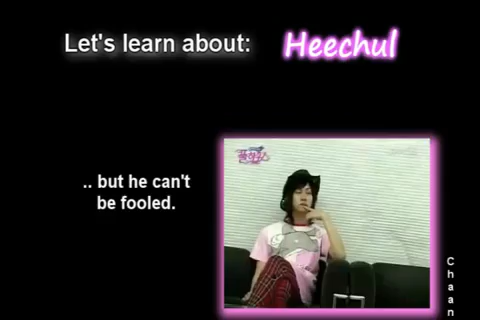 Let's learn about: Heechul
.. but he can't
be fooled.
Chaan